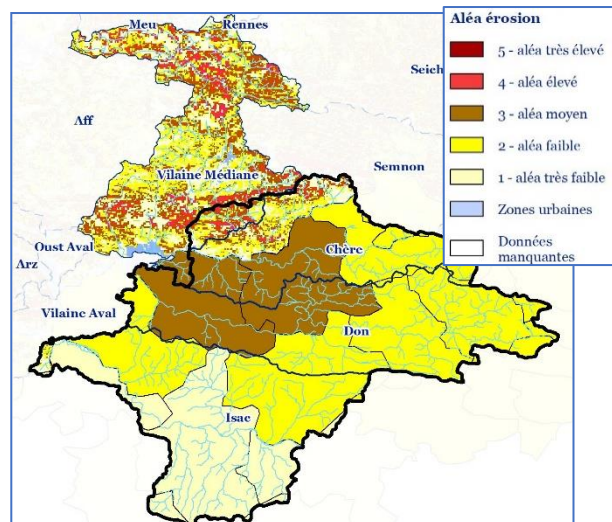 Meu
Rennes
Seich
Aff
Semnon
Vilaine Médiane
Oust Aval
Arz
Chère
Vilaine Aval
Don
Isac
Aléa érosion
5 - aléa très élevé
4 - aléa élevé
3 - aléa moyen
2 - aléa faible
1 - aléa très faible
Zones urbaines
Données
manquantes